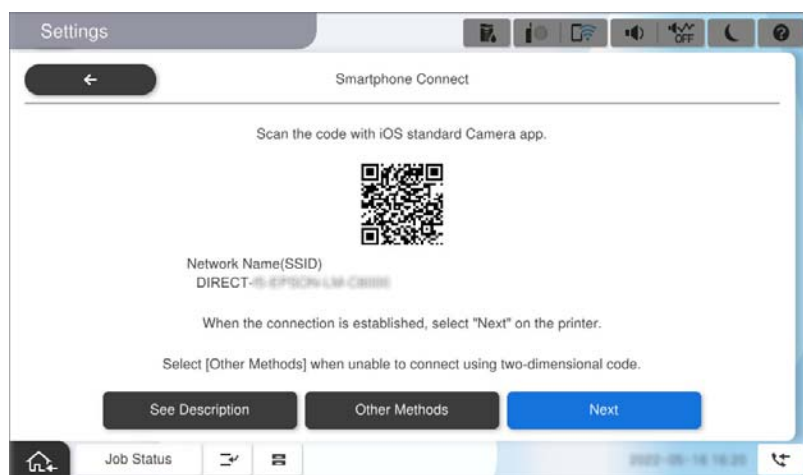 Settings
OFF
Smartphone Connect
Scan the code with iOS standard Camera app.
Network Name(SSID)
DIRECT-
When the connection is established, select "Next" on the printer.
Select [Other Methods] when unable to connect using two-dimensional code.
See Description
Other Methods
Next
Job Status